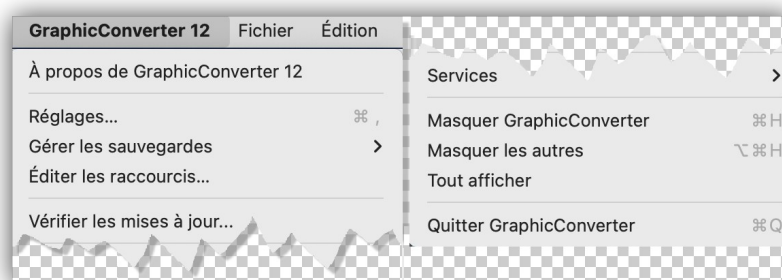 GraphicConverter 12 Fichier Édition
À propos de GraphicConverter 12
Réglages... ⌘ ,
Gérer les sauvegardes
Éditer les raccourcis...
Vérifier les mises à jour...
Services
Masquer GraphicConverter ⌘H
Masquer les autres ⌥⌘H
Tout afficher
Quitter GraphicConverter ⌘Q